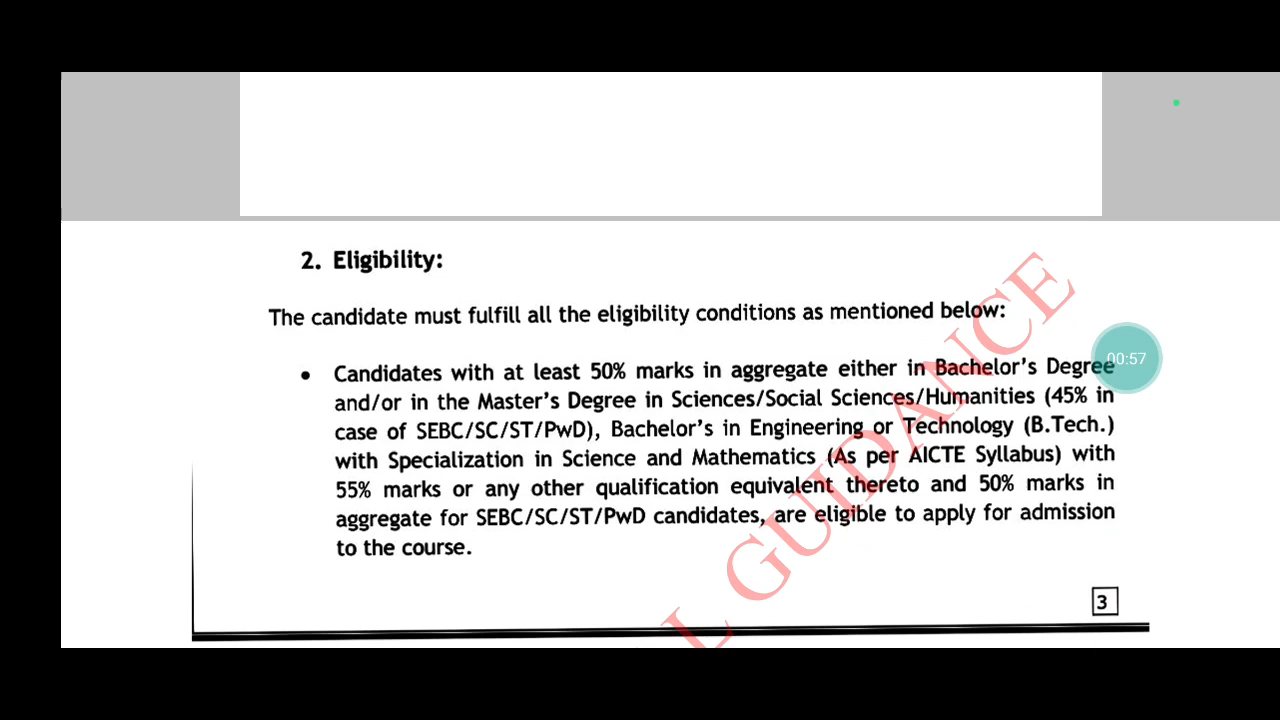 2. Eligibility:
The candidate must fulfill all the eligibility conditions as mentioned below:
• Candidates with at least 50% marks in aggregate either in Bachelor's Degree
and/or in the Master's Degree in Sciences/Social Sciences/Humanities (45% in
case of SEBC/SC/ST/PwD), Bachelor's in Engineering or Technology (B.Tech.)
with Specialization in Science and Mathematics (As per AICTE Syllabus) with
55% marks or any other qualification equivalent thereto and 50% marks in
aggregate for SEBC/SC/ST/PwD candidates, are eligible to apply for admission
to the course.
3
L GUIDANCE
00:57